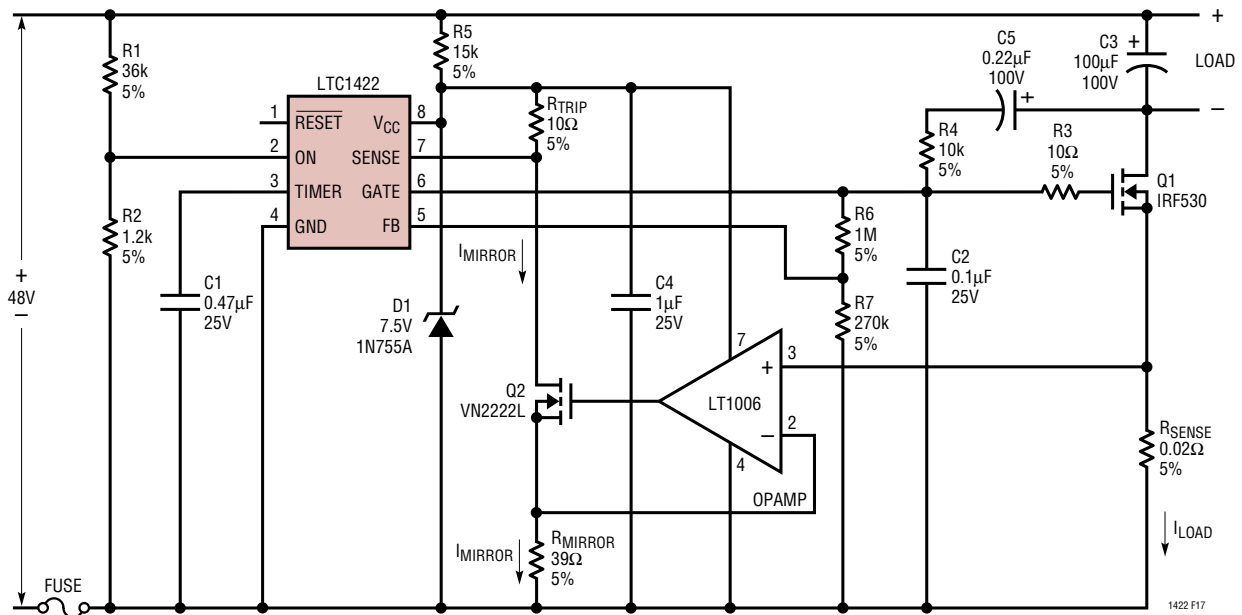 +
48V
−
FUSE
R1
36k
5%
R2
1.2k
5%
C1
0.47µF
25V
LTC1422
1
R̅E̅S̅E̅T̅
2
ON
3
TIMER
4
GND
8
VCC
7
SENSE
6
GATE
5
FB
R5
15k
5%
D1
7.5V
1N755A
RTRIP
10Ω
5%
IMIRROR
Q2
VN2222L
IMIRROR
RMIRROR
39Ω
5%
C4
1µF
25V
7
3
+
LT1006
2
−
4
OPAMP
R6
1M
5%
R7
270k
5%
R4
10k
5%
C2
0.1µF
25V
C5
0.22µF
100V
+
R3
10Ω
5%
C3
100µF
100V
+
+
LOAD
−
Q1
IRF530
RSENSE
0.02Ω
5%
ILOAD
1422 F17